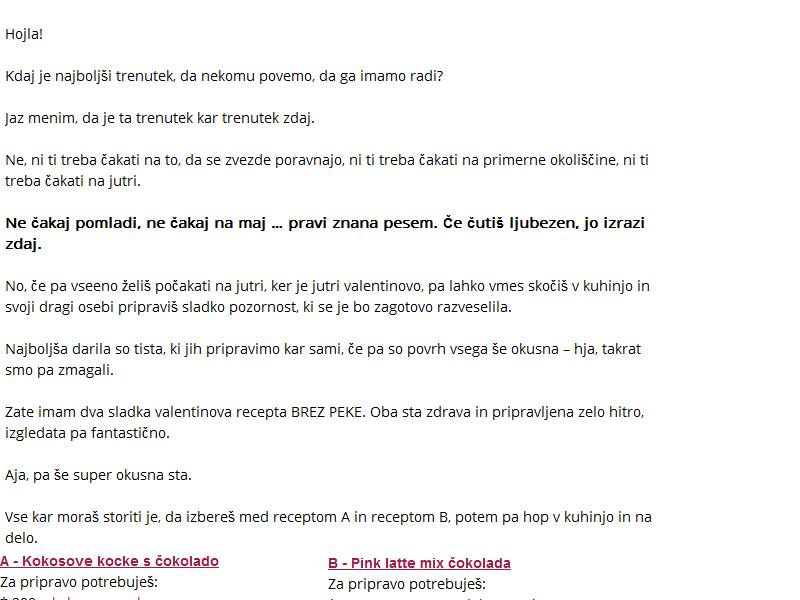 Hojla!
Kdaj je najboljši trenutek, da nekomu povemo, da ga imamo radi?
Jaz menim, da je ta trenutek kar trenutek zdaj.
Ne, ni ti treba čakati na to, da se zvezde poravnajo, ni ti treba čakati na primerne okoliščine, ni ti
treba čakati na jutri.
Ne čakaj pomladi, ne čakaj na maj ... pravi znana pesem. Če čutiš ljubezen, jo izrazi
zdaj.
No, če pa vseeno želiš počakati na jutri, ker je jutri valentinovo, pa lahko vmes skočiš v kuhinjo in
svoji dragi osebi pripraviš sladko pozornost, ki se je bo zagotovo razveselila.
Najboljša darila so tista, ki jih pripravimo kar sami, če pa so povrh vsega še okusna – hja, takrat
smo pa zmagali.
Zate imam dva sladka valentinova recepta BREZ PEKE. Oba sta zdrava in pripravljena zelo hitro,
izgledata pa fantastično.
Aja, pa še super okusna sta.
Vse kar moraš storiti je, da izbereš med receptom A in receptom B, potem pa hop v kuhinjo in na
delo.
A - Kokosove kocke s čokolado
Za pripravo potrebuješ:
B - Pink latte mix čokolada
Za pripravo potrebuješ: